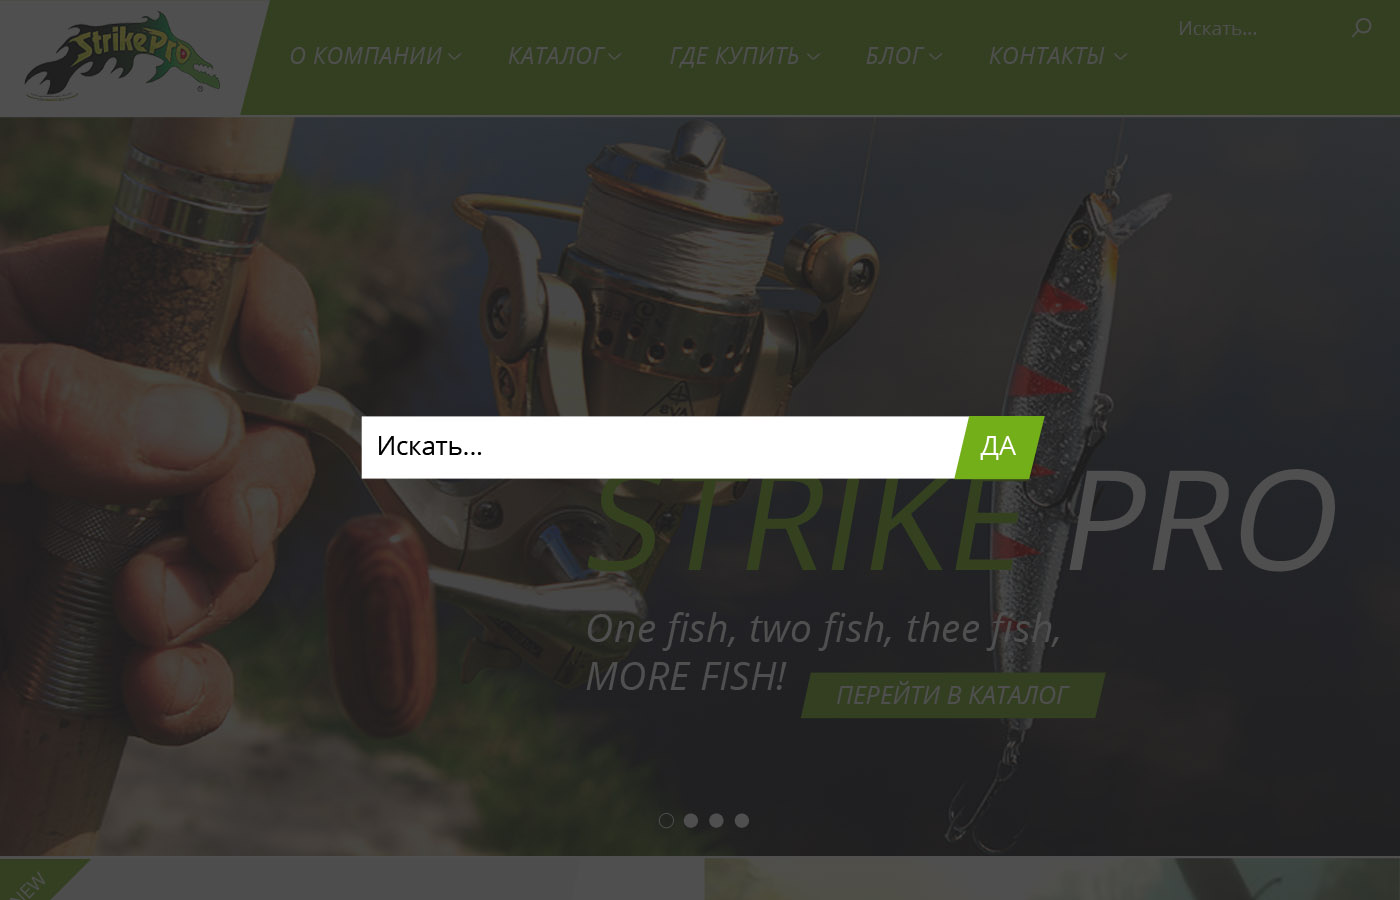 StrikePro
О КОМПАНИИ
КАТАЛОГ
ГДЕ КУПИТЬ
БЛОГ
КОНТАКТЫ
Искать...
Искать...
ДА
STRIKE PRO
One fish, two fish, thee fish,
MORE FISH!
ПЕРЕЙТИ В КАТАЛОГ
NEW